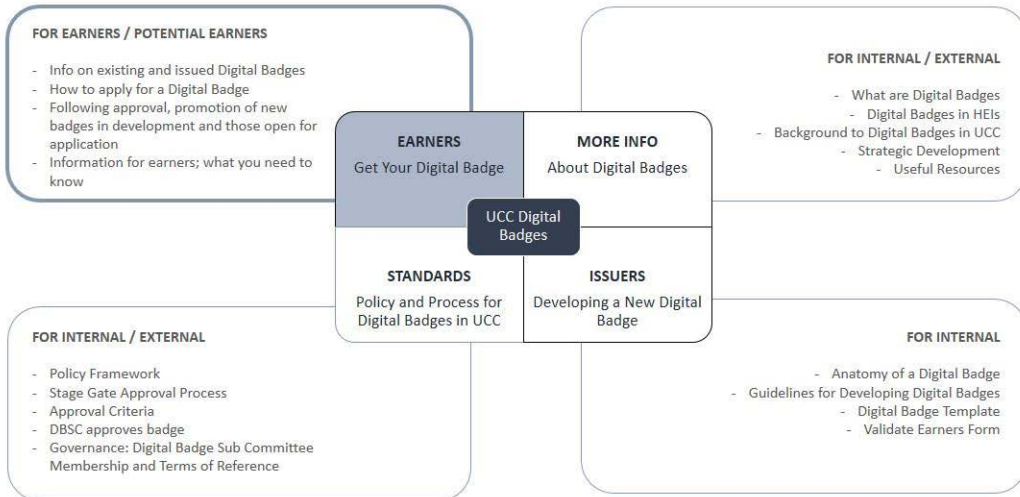 FOR EARNERS / POTENTIAL EARNERS
- Info on existing and issued Digital Badges
- How to apply for a Digital Badge
- Following approval, promotion of new
badges in development and those open for
application
- Information for earners; what you need to
know
FOR INTERNAL / EXTERNAL
- What are Digital Badges
- Digital Badges in HEIs
- Background to Digital Badges in UCC
- Strategic Development
- Useful Resources
EARNERS
Get Your Digital Badge
MORE INFO
About Digital Badges
UCC Digital
Badges
STANDARDS
Policy and Process for
Digital Badges in UCC
ISSUERS
Developing a New Digital
Badge
FOR INTERNAL / EXTERNAL
- Policy Framework
- Stage Gate Approval Process
- Approval Criteria
- DBSC approves badge
- Governance: Digital Badge Sub Committee
Membership and Terms of Reference
FOR INTERNAL
- Anatomy of a Digital Badge
- Guidelines for Developing Digital Badges
- Digital Badge Template
- Validate Earners Form